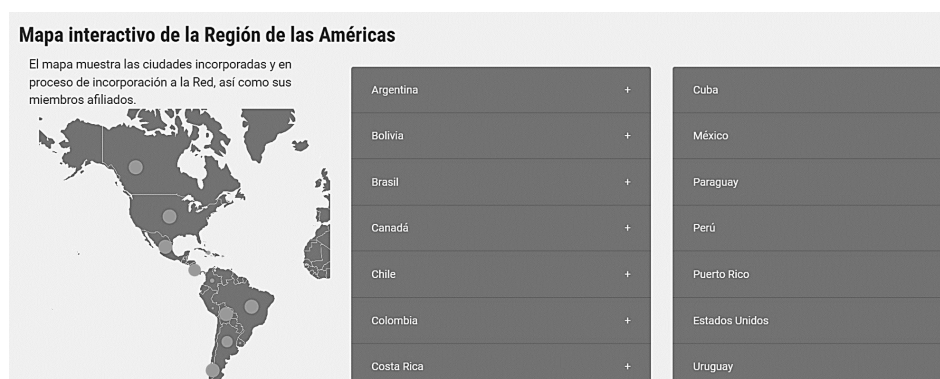 Mapa interactivo de la Región de las Américas
El mapa muestra las ciudades incorporadas y en
proceso de incorporación a la Red, así como sus
miembros afiliados.
Argentina +
Bolivia +
Brasil +
Canadá +
Chile +
Colombia +
Costa Rica +
Cuba
México
Paraguay
Perú
Puerto Rico
Estados Unidos
Uruguay